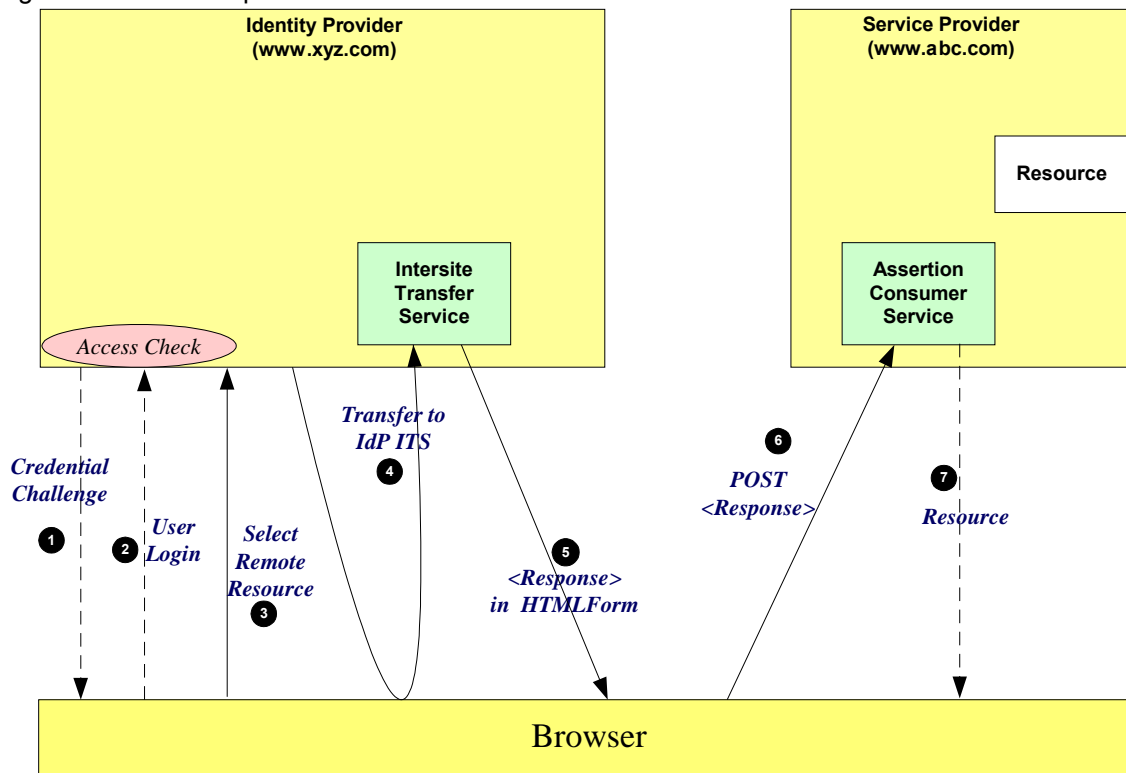 Identity Provider
(www.xyz.com)
Service Provider
(www.abc.com)
Resource
Intersite
Transfer
Service
Assertion
Consumer
Service
Access Check
Transfer to
IdP ITS
4
6
POST
<Response>
7
Resource
Credential
Challenge
1
2
User
Login
Select
Remote
Resource
3
5
<Response>
in HTMLForm
Browser